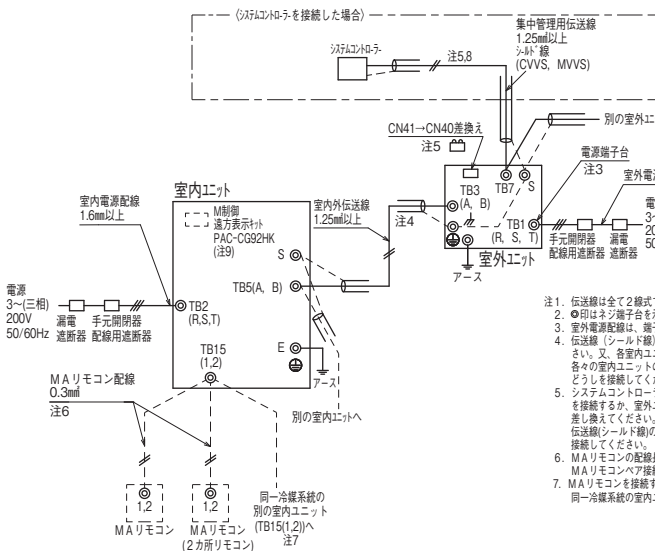 〈システムコントローラーを接続した場合〉
システムコントローラー
注5,8
集中管理用伝送線
1.25mm²以上
シールド線
(CVVS, MVVS)
CN41→CN40差換え
注5
別の室外ユニ
電源端子台
注3
室外電源
TB3
(A, B)
TB7
S
TB1
(R, S, T)
室外ユニット
アース
手元開閉器
配線用遮断器
漏電
遮断器
電
3~
20
50
室内外伝送線
1.25mm²以上
注4
室内ユニット
M制御
遠方表示キット
PAC-CG92HK
(注9)
室内電源配線
1.6mm以上
S
TB5(A, B)
電源
3~(三相)
200V
50/60Hz
漏電
遮断器
手元開閉器
配線用遮断器
TB2
(R,S,T)
TB15
(1,2)
E
アース
別の室内ユニットへ
MAリモコン配線
0.3mm²
注6
1,2
MAリモコン
1,2
MAリモコン
(2カ所リモコン)
同一冷媒系統の
別の室内ユニット
(TB15(1,2))へ
注7
注1. 伝送線は全て2線式で
2. ◎印はネジ端子台を示
3. 室外電源配線は、端子
4. 伝送線(シールド線)
さい。又、各室内ユニ
各々の室内ユニットの
どうしを接続してくだ
5. システムコントローラ
を接続するか、室外ユ
差し換えてください。
伝送線(シールド線)の
接続してください。
6. MAリモコンの配線長
MAリモコンペア接続
7. MAリモコンを接続す
同一冷媒系統の室内ユ